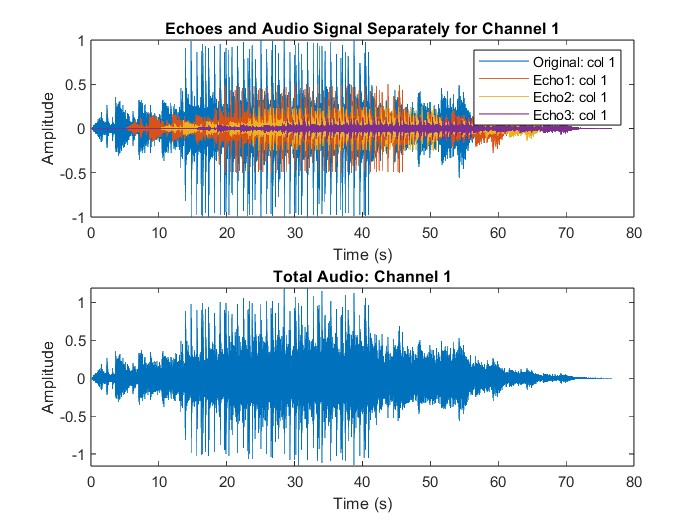 Echoes and Audio Signal Separately for Channel 1
1
0.5
0
-0.5
-1
Amplitude
Original: col 1
Echo1: col 1
Echo2: col 1
Echo3: col 1
0 10 20 30 40 50 60 70 80
Time (s)
Total Audio: Channel 1
1
0.5
0
-0.5
-1
Amplitude
0 10 20 30 40 50 60 70 80
Time (s)